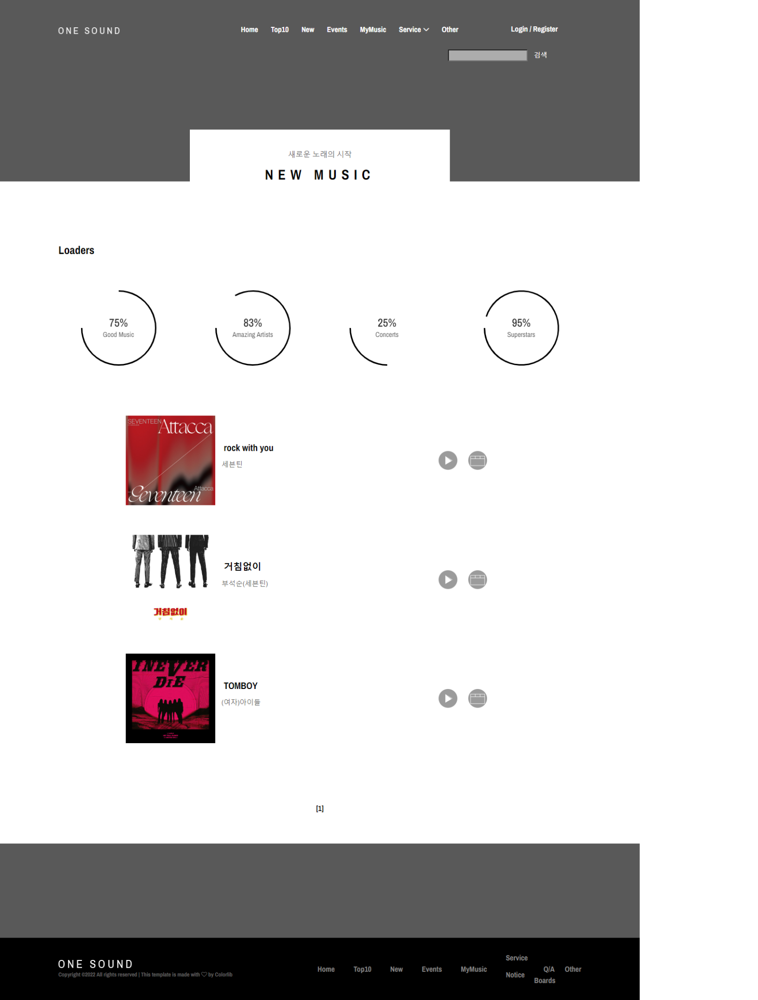 ONE SOUND
Home Top10 New Events MyMusic Service Other
Login / Register
검색
새로운 노래의 시작
NEW MUSIC
Loaders
75%
Good Music
83%
Amazing Artists
25%
Concerts
95%
Superstars
SEVENTEEN
Attacca
Attacca
Seventeen
rock with you
세븐틴
거침없이
부석순
거침없이
부석순(세븐틴)
I NEVER
DIE
TOMBOY
(여자)아이들
[1]
ONE SOUND
Copyright ©2022 All rights reserved | This template is made with ♡ by Colorlib
Home Top10 New Events MyMusic
Service
Notice
Q/A
Boards
Other